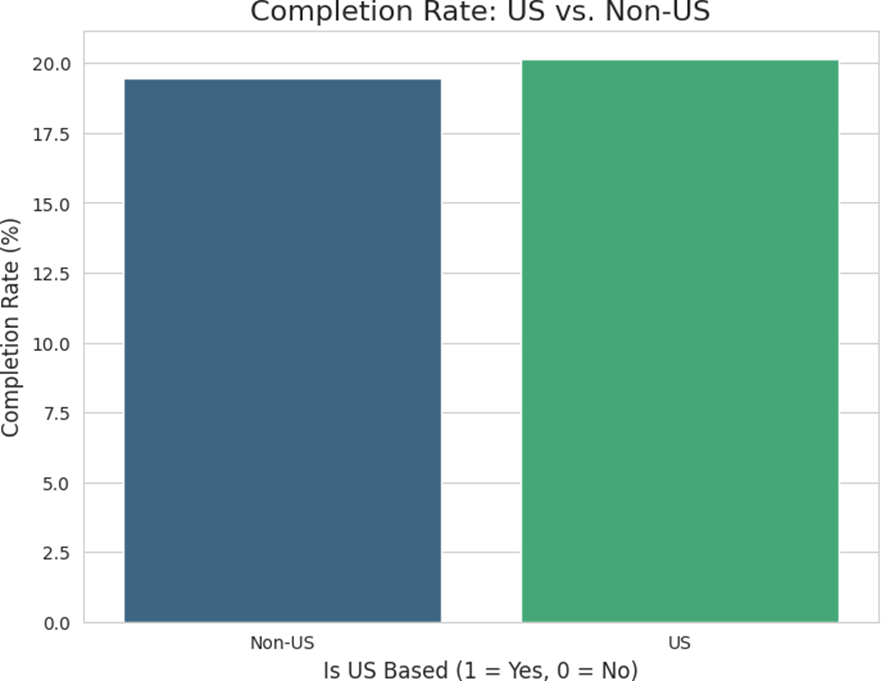 Completion Rate: US vs. Non-US
20.0
17.5
15.0
12.5
10.0
7.5
5.0
2.5
0.0
Completion Rate (%)
Non-US
US
Is US Based (1 = Yes, 0 = No)